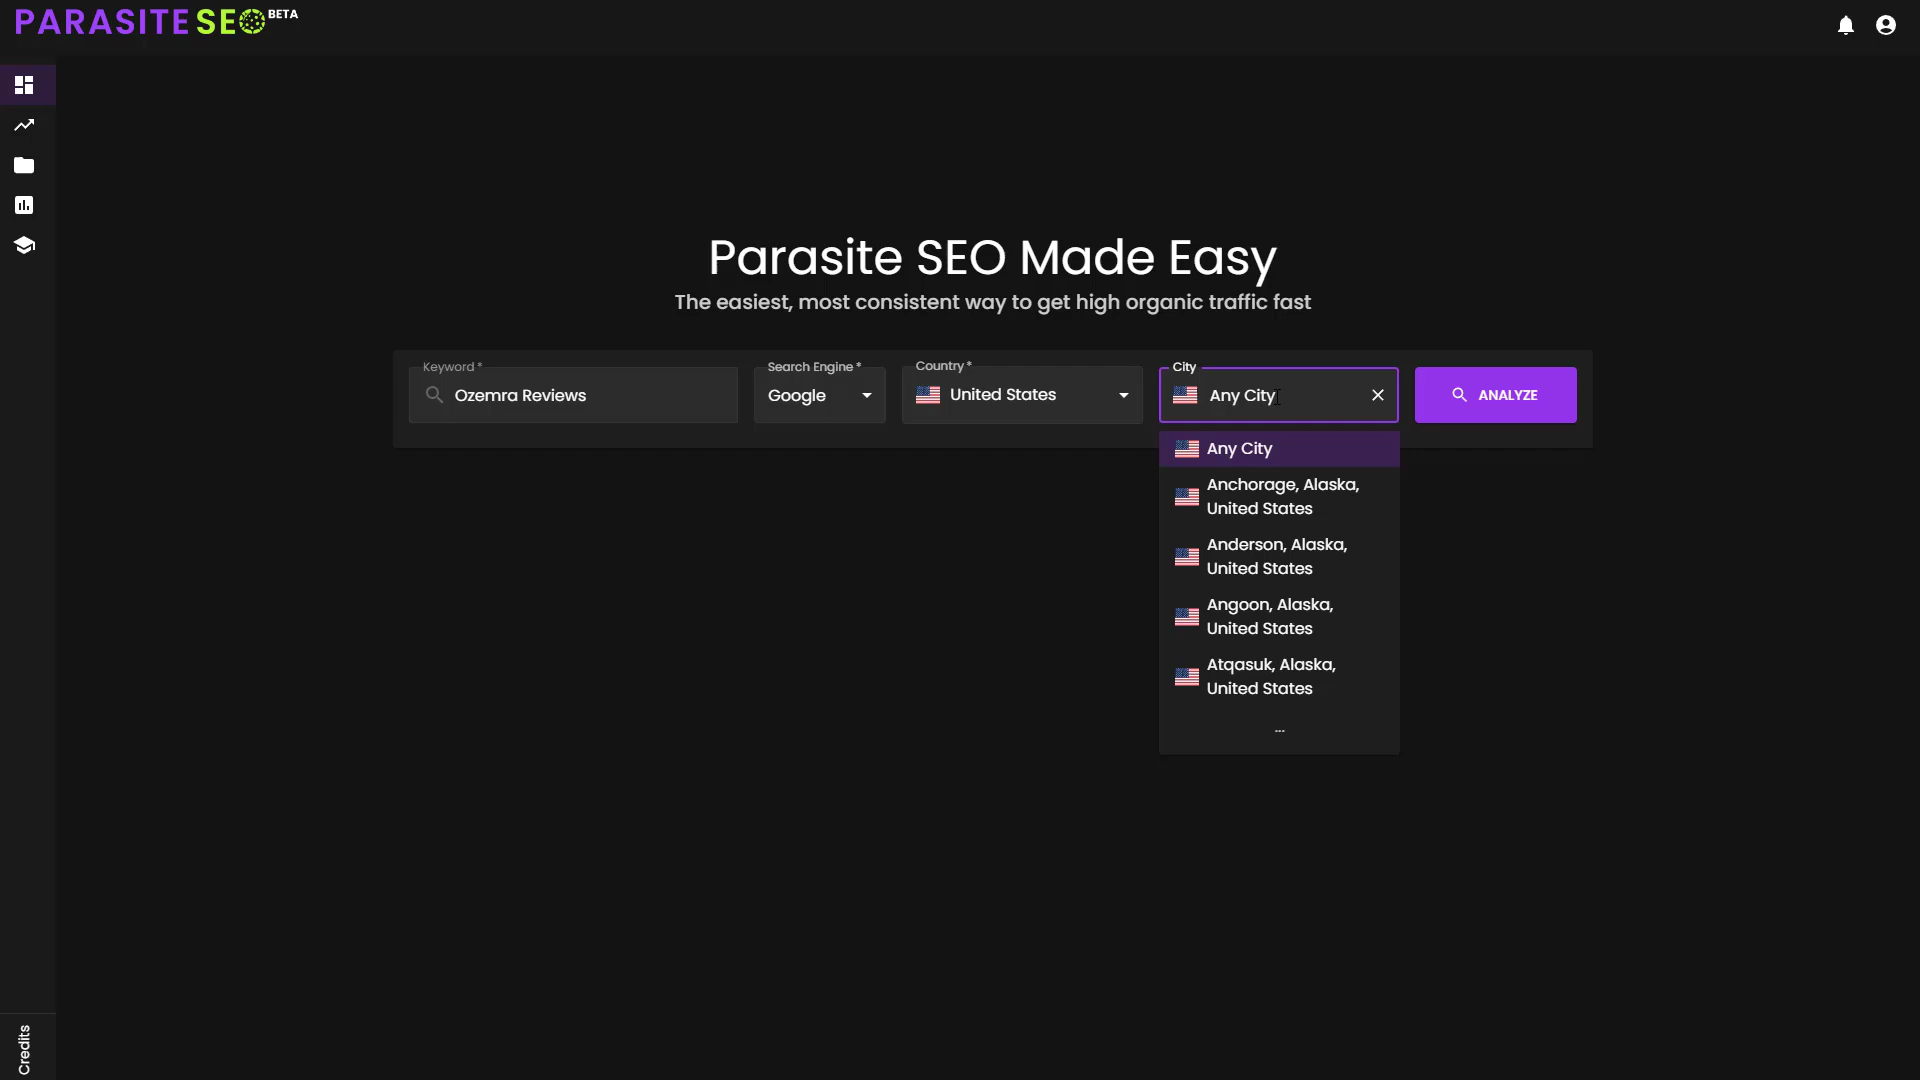 PARASITE SEO BETA
Parasite SEO Made Easy
The easiest, most consistent way to get high organic traffic fast
Keyword *
Ozemra Reviews
Search Engine *
Google
Country *
United States
City
Any City
ANALYZE
Any City
Anchorage, Alaska,
United States
Anderson, Alaska,
United States
Angoon, Alaska,
United States
Atqasuk, Alaska,
United States
...
Credits